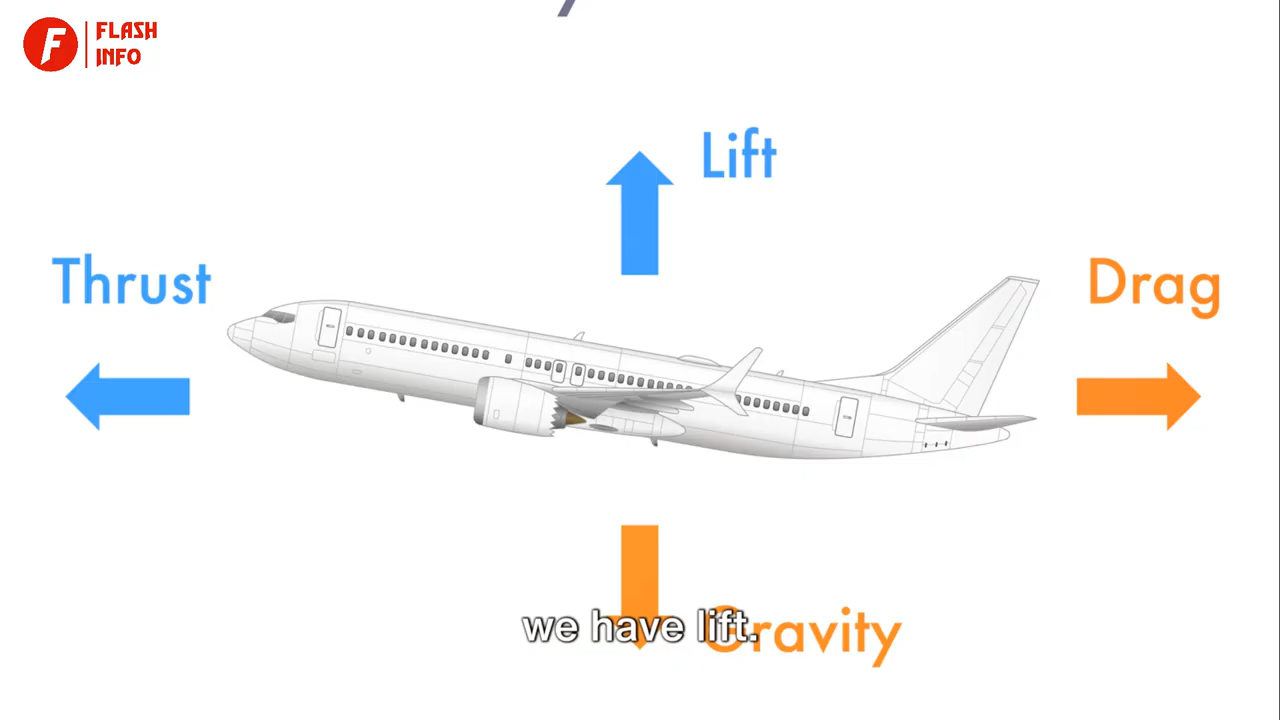 F
FLASH
INFO
Lift
Thrust
Drag
we have lift.
Gravity